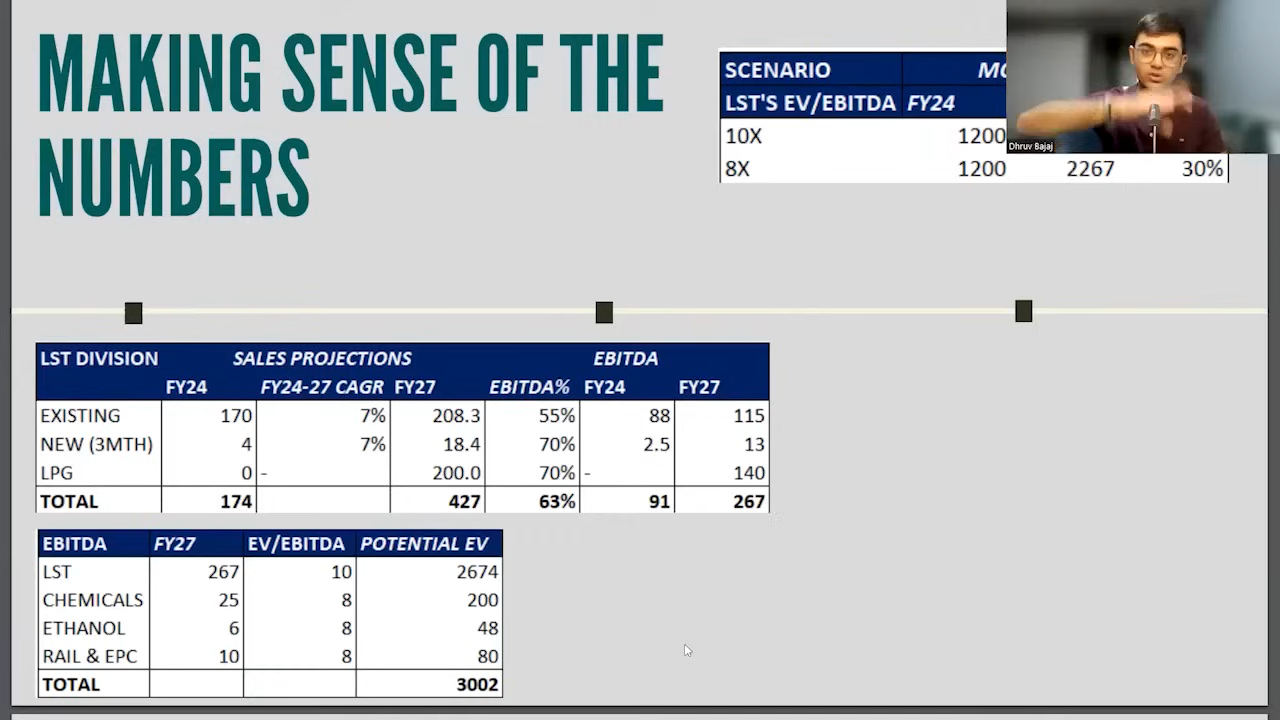 MAKING SENSE OF THE
NUMBERS
SCENARIO
LST'S EV/EBITDA FY24
10X 1200
8X 1200 2267 30%
Dhruv Bajaj
LST DIVISION SALES PROJECTIONS EBITDA
FY24 FY24-27 CAGR FY27 EBITDA% FY24 FY27
EXISTING 170 7% 208.3 55% 88 115
NEW (3MTH) 4 7% 18.4 70% 2.5 13
LPG 0 - 200.0 70% - 140
TOTAL 174 427 63% 91 267
EBITDA FY27 EV/EBITDA POTENTIAL EV
LST 267 10 2674
CHEMICALS 25 8 200
ETHANOL 6 8 48
RAIL & EPC 10 8 80
TOTAL 3002